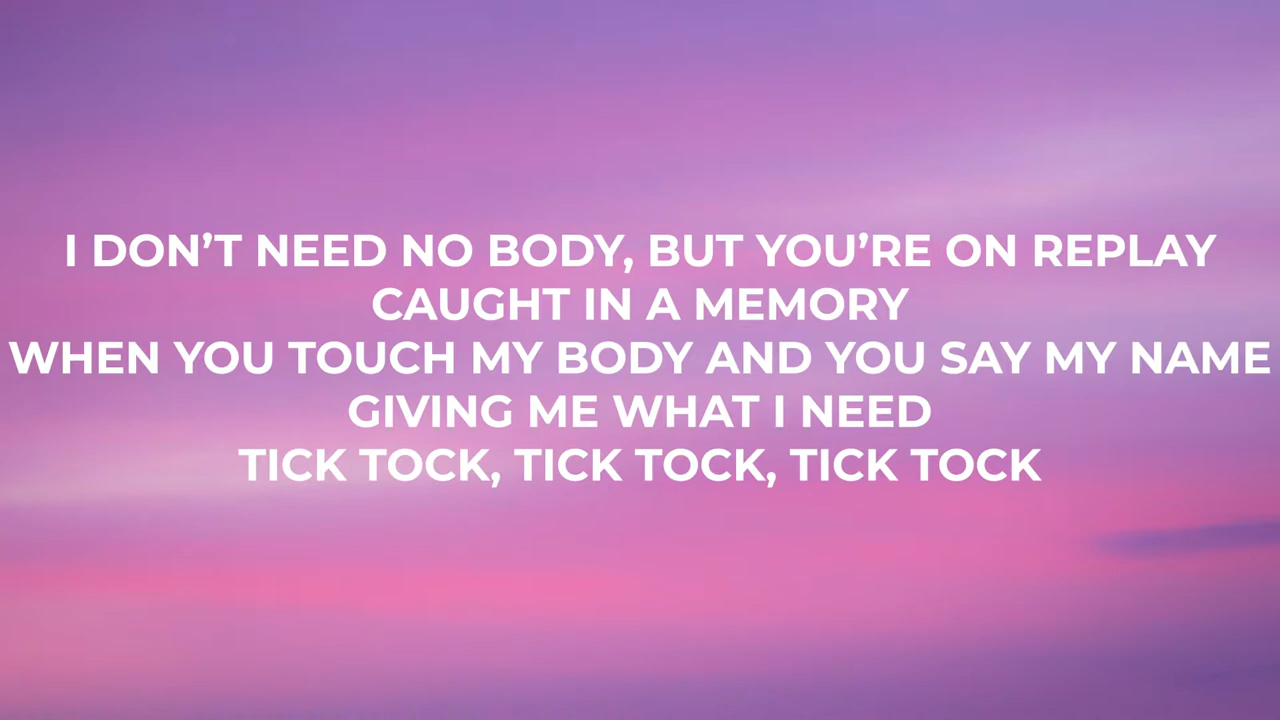 I DON’T NEED NO BODY, BUT YOU’RE ON REPLAY
CAUGHT IN A MEMORY
WHEN YOU TOUCH MY BODY AND YOU SAY MY NAME
GIVING ME WHAT I NEED
TICK TOCK, TICK TOCK, TICK TOCK